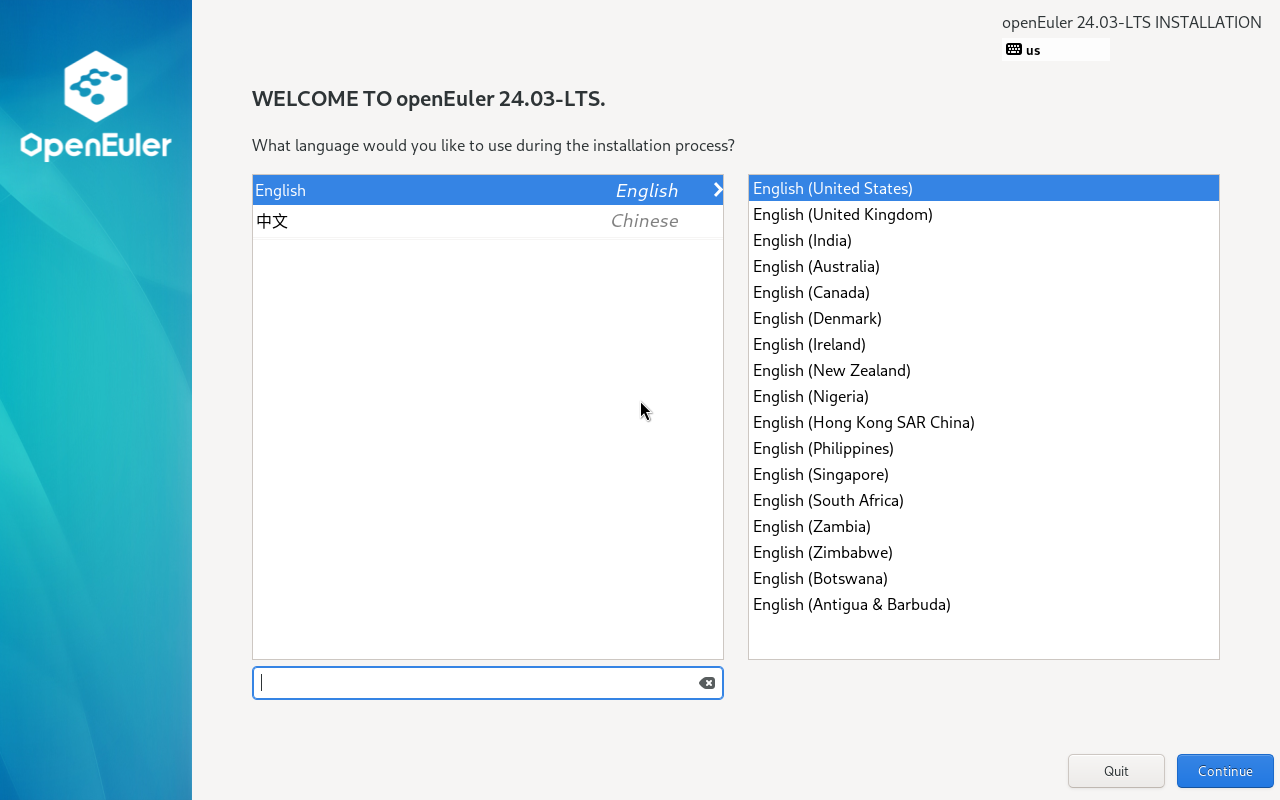 OpenEuler
openEuler 24.03-LTS INSTALLATION
us
WELCOME TO openEuler 24.03-LTS.
What language would you like to use during the installation process?
English English
中文 Chinese
English (United States)
English (United Kingdom)
English (India)
English (Australia)
English (Canada)
English (Denmark)
English (Ireland)
English (New Zealand)
English (Nigeria)
English (Hong Kong SAR China)
English (Philippines)
English (Singapore)
English (South Africa)
English (Zambia)
English (Zimbabwe)
English (Botswana)
English (Antigua & Barbuda)
Quit
Continue